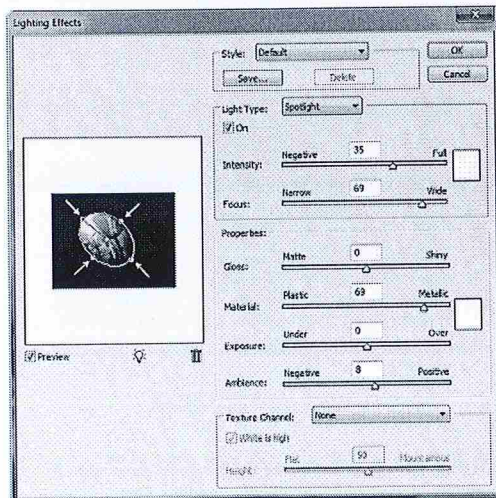 Lighting Effects
Style: Default
OK
Save... Delete
Cancel
Light Type: Spotlight
On
Intensity: Negative 35 Full
Focus: Narrow 69 Wide
Properties:
Gloss: Matte 0 Shiny
Material: Plastic 69 Metallic
Exposure: Under 0 Over
Preview
Ambience: Negative 8 Positive
Texture Channel: None
White is high
Height: Flat 50 Mountainous